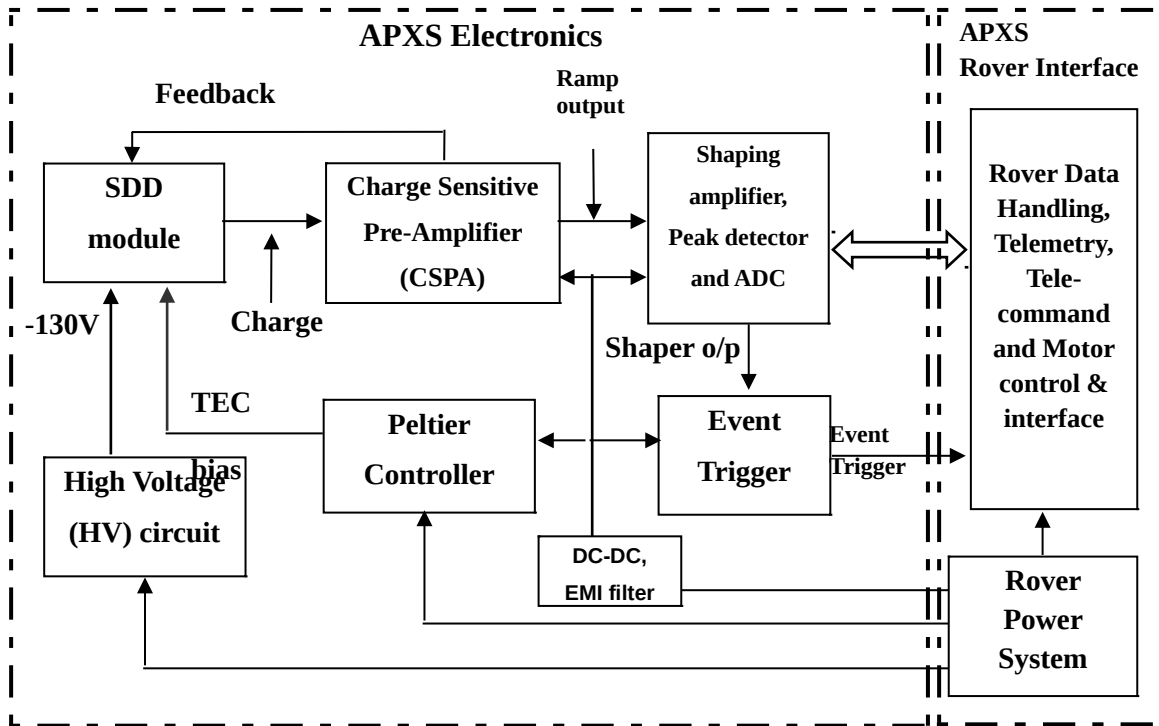 APXS Electronics
APXS
Rover Interface
Feedback
Ramp
output
SDD
module
Charge Sensitive
Pre-Amplifier
(CSPA)
Shaping
amplifier,
Peak detector
and ADC
Rover Data
Handling,
Telemetry,
Tele-
command
and Motor
control &
interface
-130V
Charge
Shaper o/p
TEC
bias
Peltier
Controller
Event
Trigger
Event
Trigger
High Voltage
(HV) circuit
DC-DC,
EMI filter
Rover
Power
System